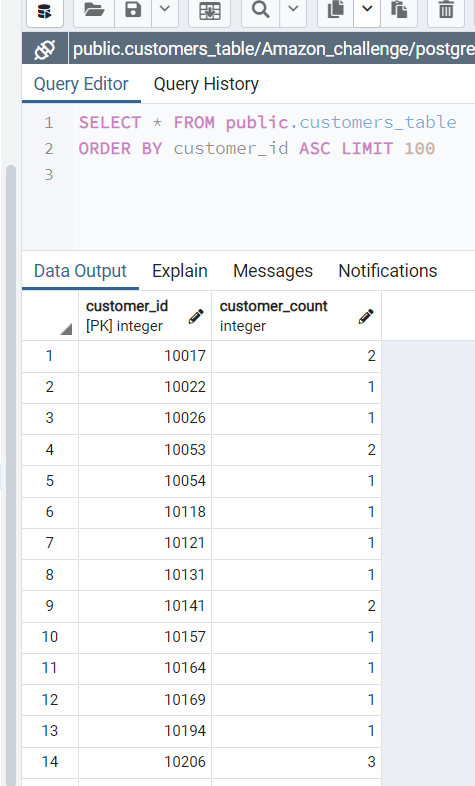 public.customers_table/Amazon_challenge/postgre
Query Editor Query History
1 SELECT * FROM public.customers_table
2 ORDER BY customer_id ASC LIMIT 100
3
Data Output Explain Messages Notifications
customer_id customer_count
[PK] integer integer
1 10017 2
2 10022 1
3 10026 1
4 10053 2
5 10054 1
6 10118 1
7 10121 1
8 10131 1
9 10141 2
10 10157 1
11 10164 1
12 10169 1
13 10194 1
14 10206 3